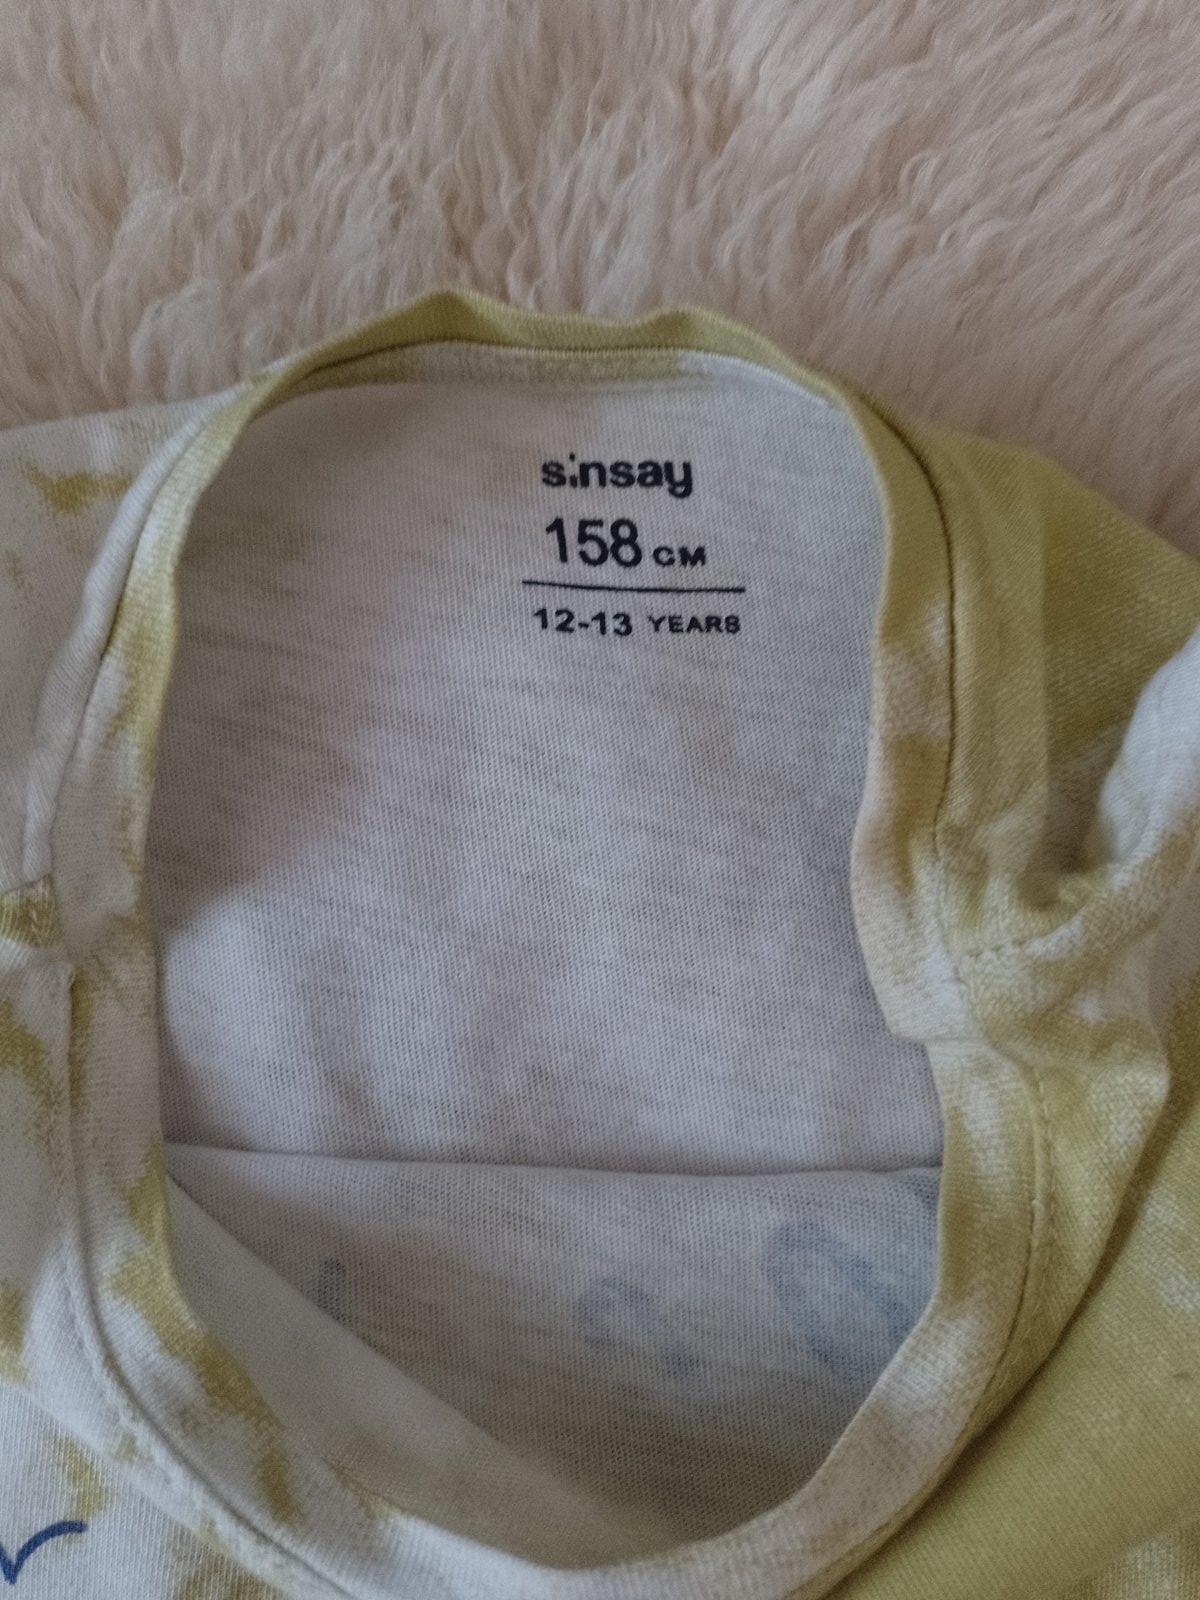 sinsay
158 CM
12-13 YEARS